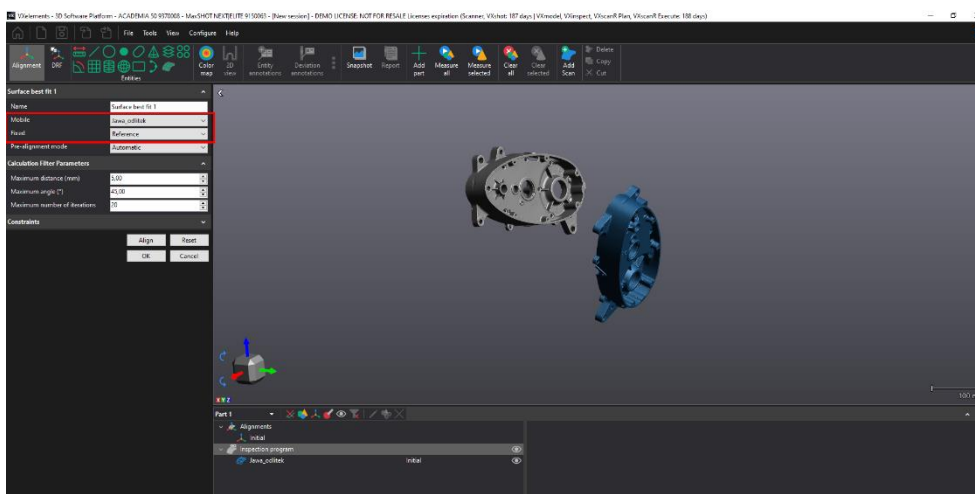 VXelements - 3D Software Platform - ACADEMIA 50 9570008 - MaxSHOT NEXT|ELITE 9150065 - [New session] - DEMO LICENSE: NOT FOR RESALE (Licenses expiration (Scanner, VXshot: 187 days | VXmodel, VXinspect, VXscanR Plan, VXscanR Execute: 188 days)
File Tools View Configure Help
Alignment
DRF
Entities
Color map
3D view
Entity annotations
Deviation annotations
Snapshot
Report
Add part
Measure all
Measure selected
Clear all
Clear selected
Add Scan
Delete
Copy
Cut
Surface best fit 1
Name Surface best fit 1
Mobile Jawa_odlitek
Fixed Reference
Pre-alignment mode Automatic
Calculation Filter Parameters
Maximum distance (mm) 5,00
Maximum angle (°) 45,00
Maximum number of iterations 20
Constraints
Align Reset
OK Cancel
X Y Z
100
Part 1
Alignments
initial
Inspection program
Jawa_odlitek Initial